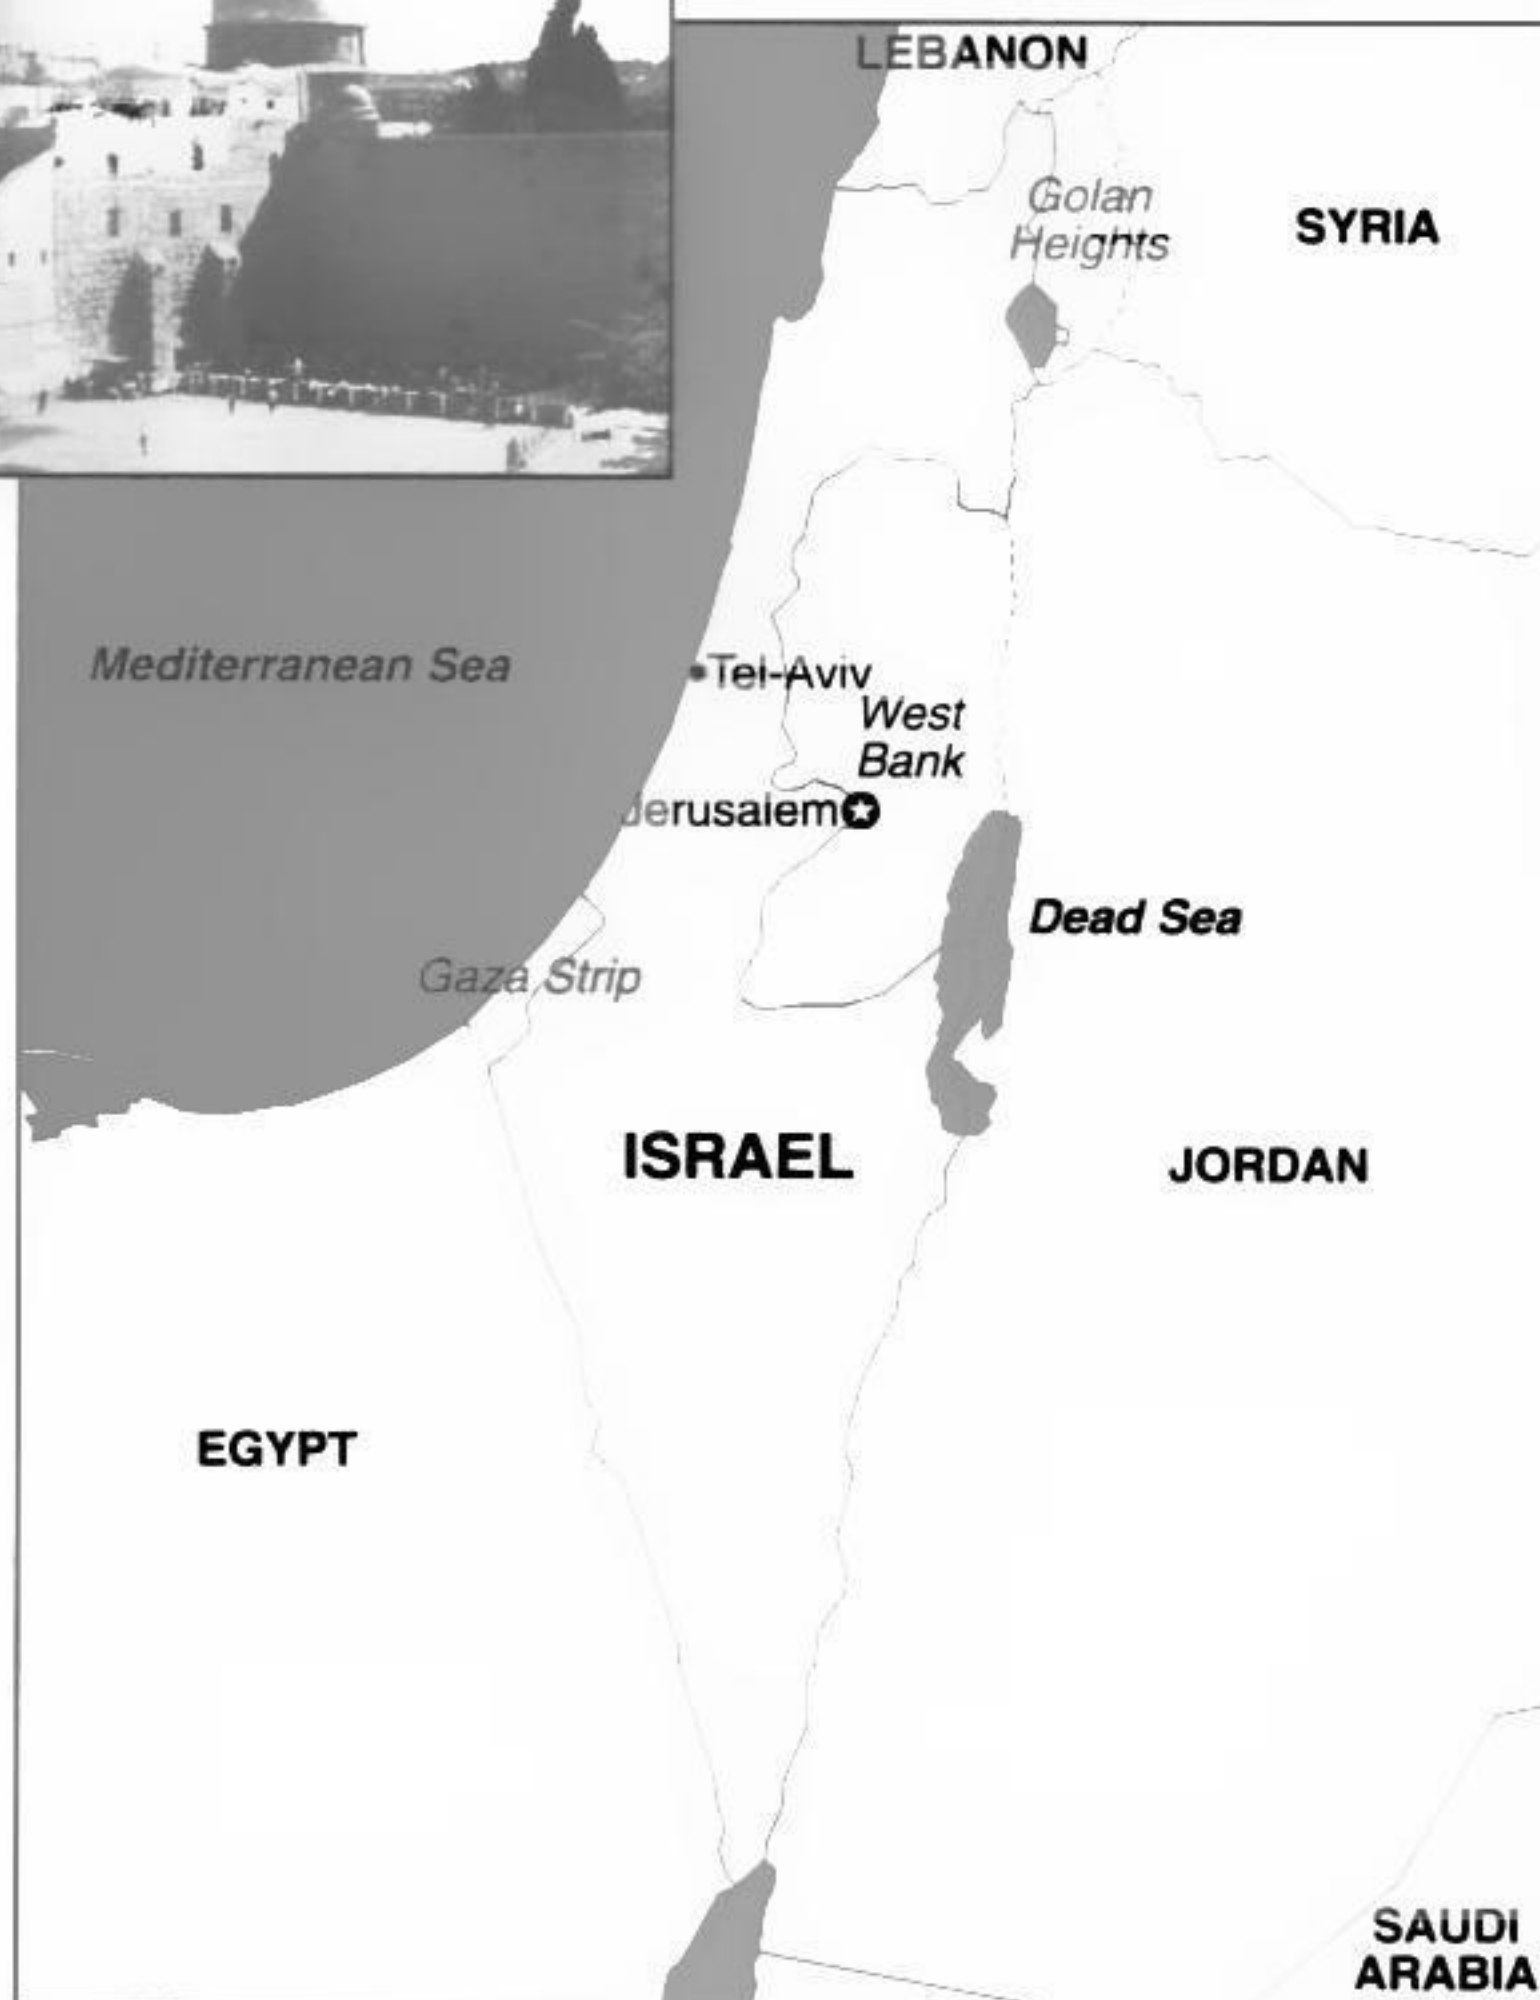 LEBANON
Golan
Heights
SYRIA
Mediterranean Sea
Tel-Aviv
West
Bank
Jerusalem
Dead Sea
Gaza Strip
ISRAEL
JORDAN
EGYPT
SAUDI
ARABIA